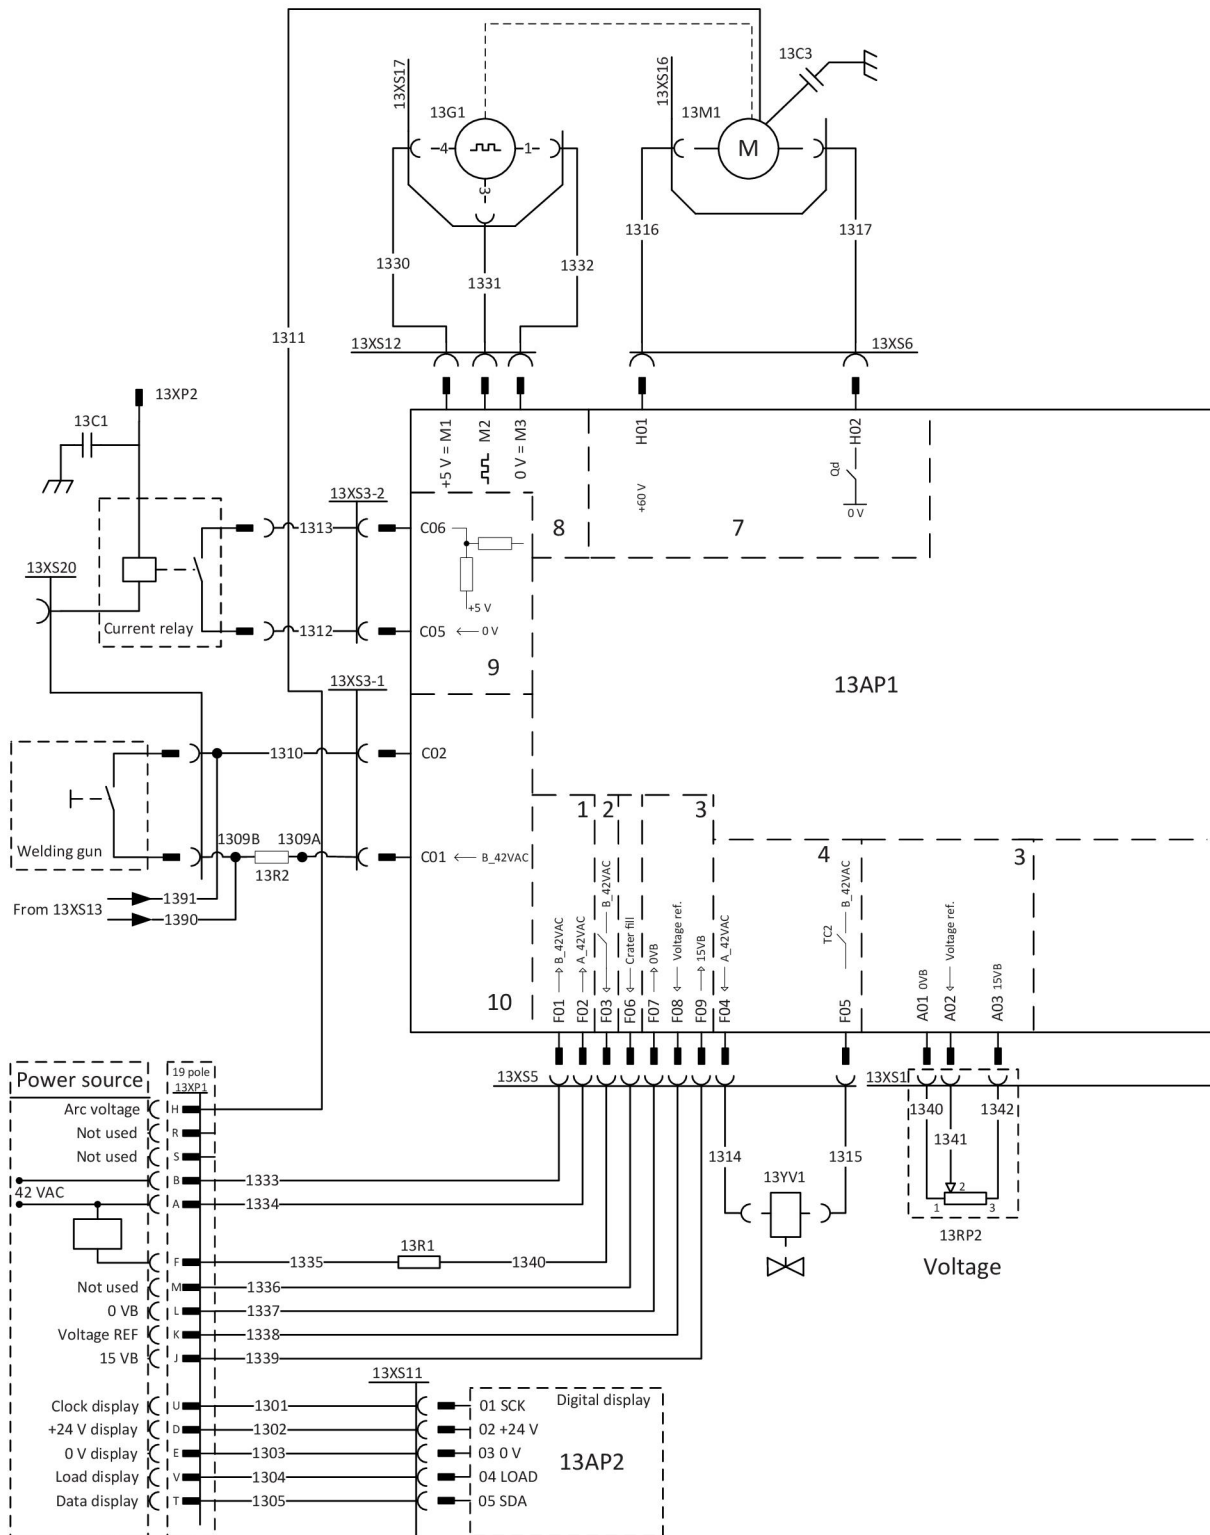 13C3
13XS17
13XS16
13G1
13M1
4
1
3
M
1316
1317
1330
1331
1332
1311
13XS12
13XS6
13XP2
13C1
+5 V = M1
M2
0 V = M3
H01
H02
Qd
+60 V
0 V
8
7
13XS3-2
1313
C06
13XS20
+5 V
Current relay
1312
C05
0 V
9
13XS3-1
13AP1
1310
C02
1
2
3
1309B
1309A
4
3
Welding gun
C01
B_42VAC
13R2
1391
From 13XS13
1390
10
F01
B_42VAC
F02
A_42VAC
F03
B_42VAC
F06
Crater fill
F07
0VB
F08
Voltage ref.
F09
15VB
F04
A_42VAC
F05
TC2
B_42VAC
A01 0VB
A02
Voltage ref.
A03 15VB
Power source
19 pole
13XP1
13XS5
13XS1
Arc voltage
H
1340
1342
Not used
R
1341
Not used
S
1314
1315
B
1333
13YV1
42 VAC
A
1334
2
1
3
13RP2
F
1335
13R1
1340
Voltage
Not used
M
1336
0 VB
L
1337
Voltage REF
K
1338
15 VB
J
1339
13XS11
Clock display
U
1301
01 SCK
Digital display
+24 V display
D
1302
02 +24 V
0 V display
E
1303
03 0 V
13AP2
Load display
V
1304
04 LOAD
Data display
T
1305
05 SDA